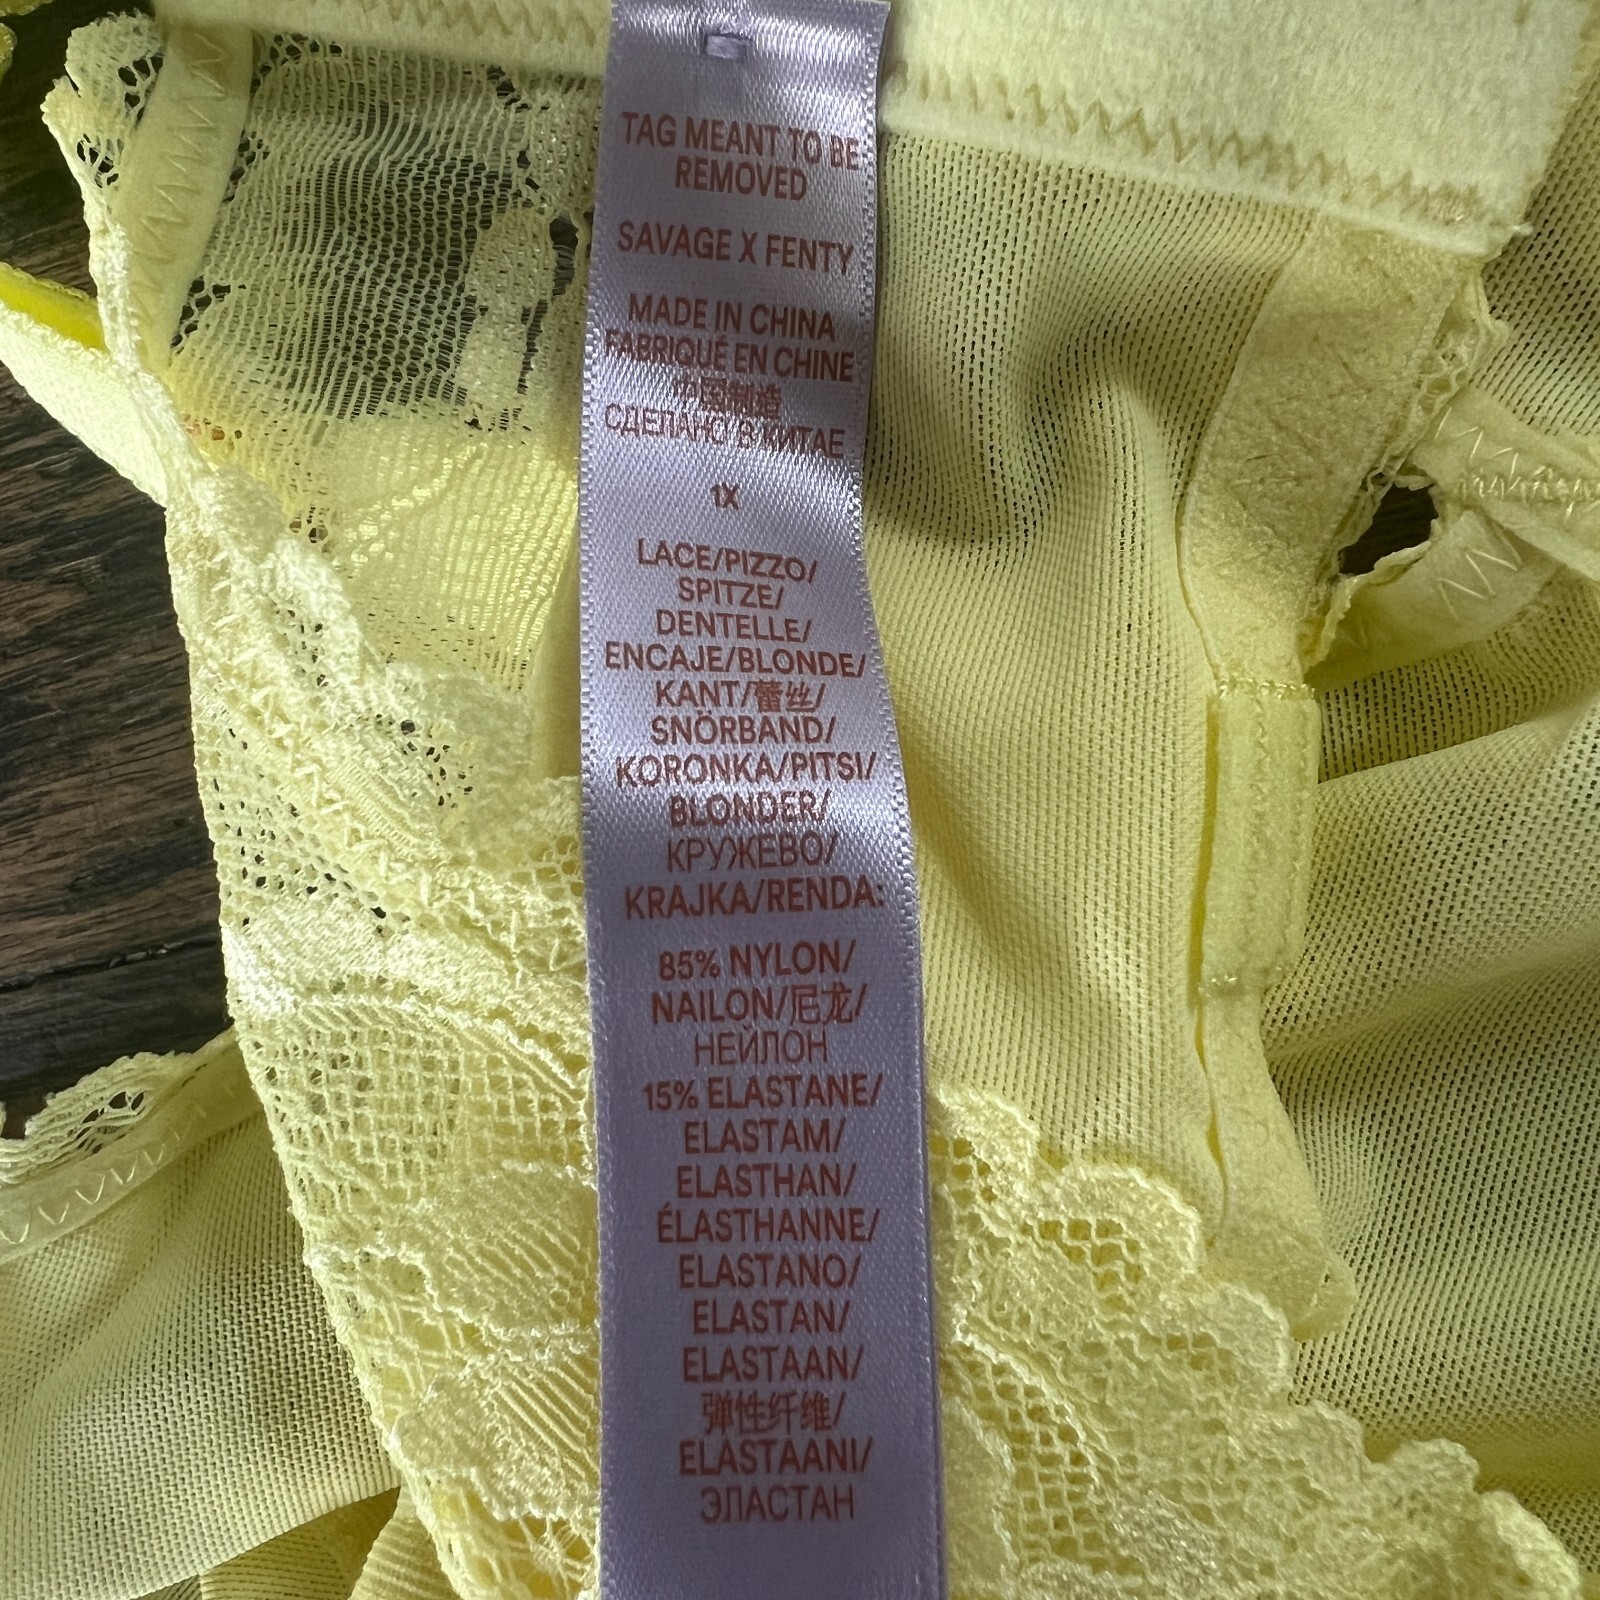 TAG MEANT TO BE
REMOVED
SAVAGE X FENTY
MADE IN CHINA
FABRIQUÉ EN CHINE
中国制造
СДЕЛАНО В КИТАЕ
1X
LACE/PIZZO/
SPITZE/
DENTELLE/
ENCAJE/BLONDE/
KANT/蕾丝/
SNÖRBAND/
KORONKA/PITSI/
BLONDER/
КРУЖЕВО/
KRAJKA/RENDA:
85% NYLON/
NAILON/尼龙/
НЕЙЛОН
15% ELASTANE/
ELASTAM/
ELASTHAN/
ÉLASTHANNE/
ELASTANO/
ELASTAN/
ELASTAAN/
弹性纤维/
ELASTAANI/
ЭЛАСТАН